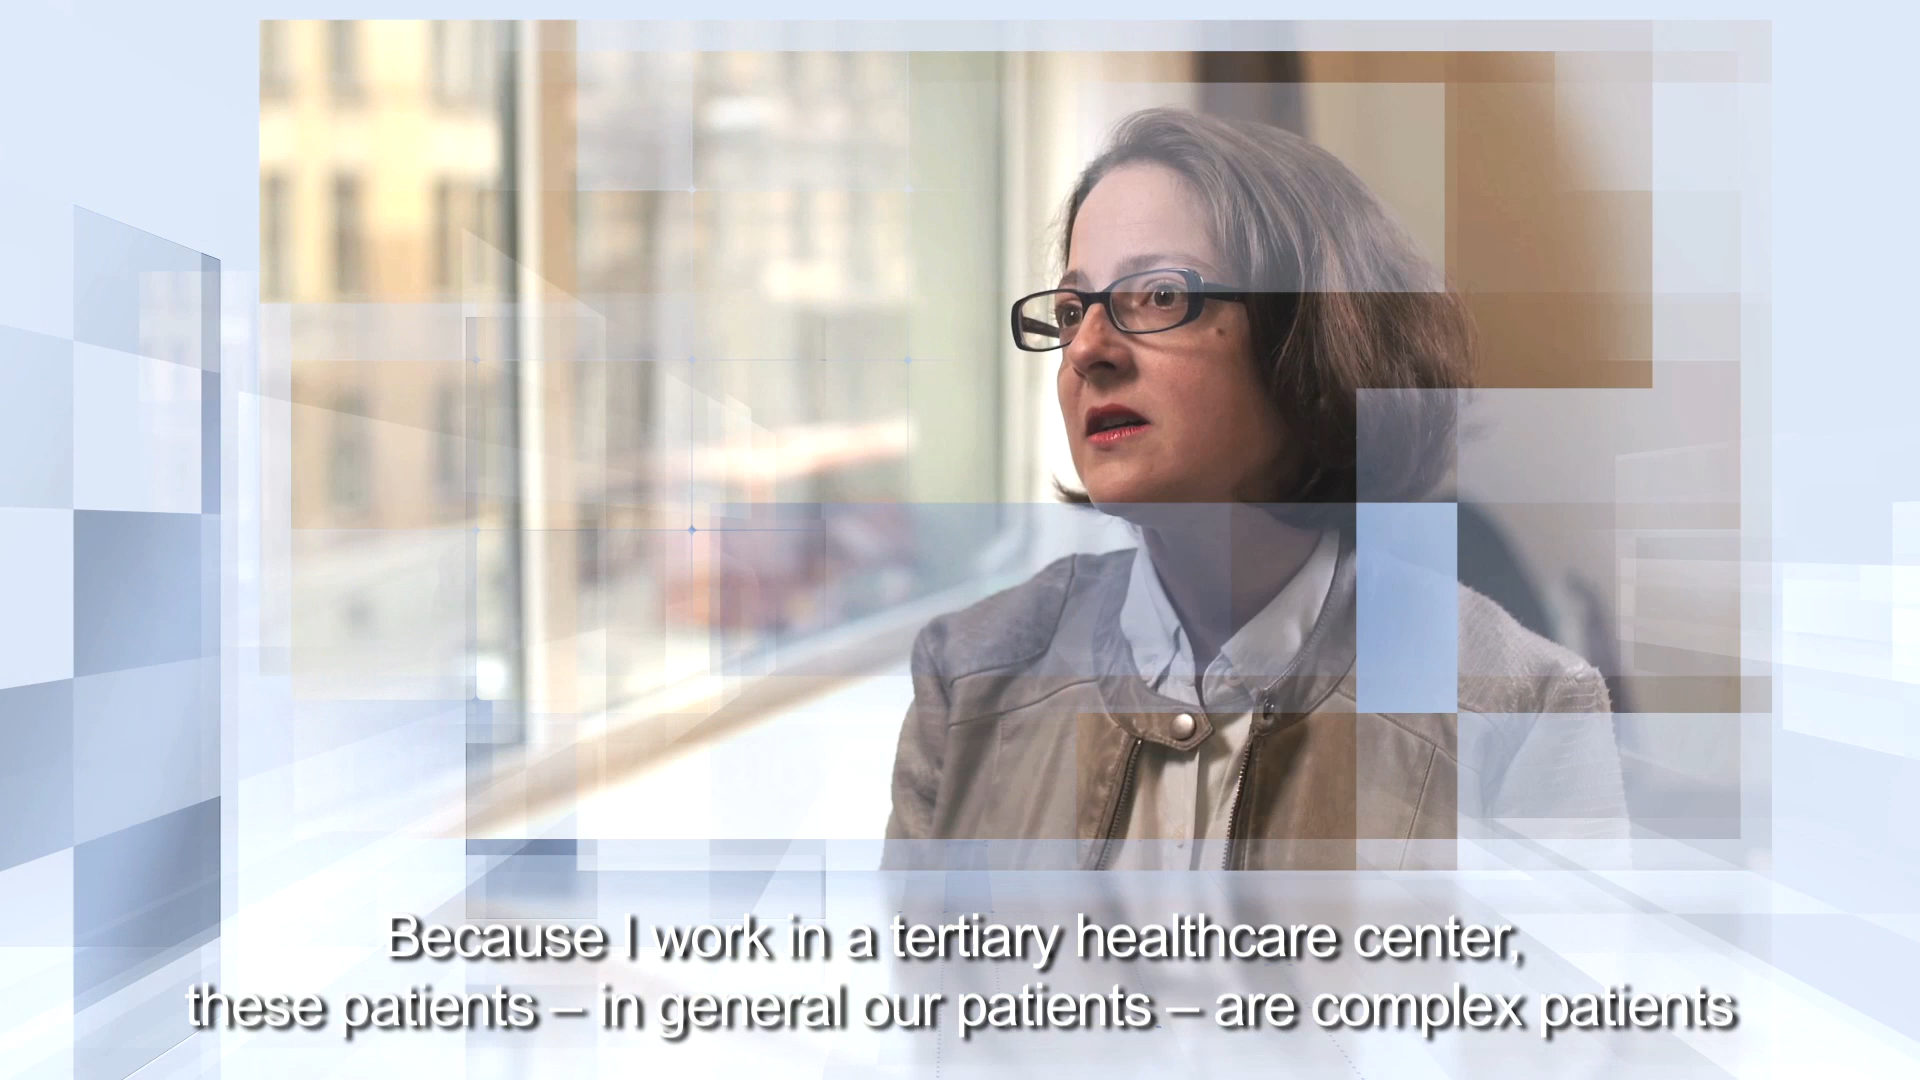 Because I work in a tertiary healthcare center,
these patients – in general our patients – are complex patients